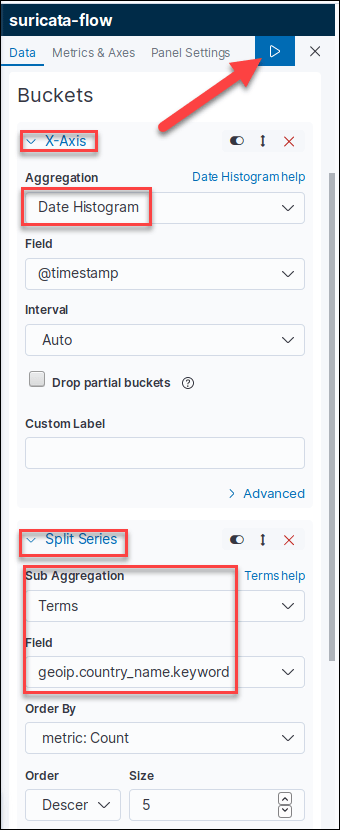 suricata-flow
Data Metrics & Axes Panel Settings
Buckets
X-Axis
Aggregation Date Histogram help
Date Histogram
Field
@timestamp
Interval
Auto
Drop partial buckets
Custom Label
Advanced
Split Series
Sub Aggregation Terms help
Terms
Field
geoip.country_name.keyword
Order By
metric: Count
Order Size
Descer 5